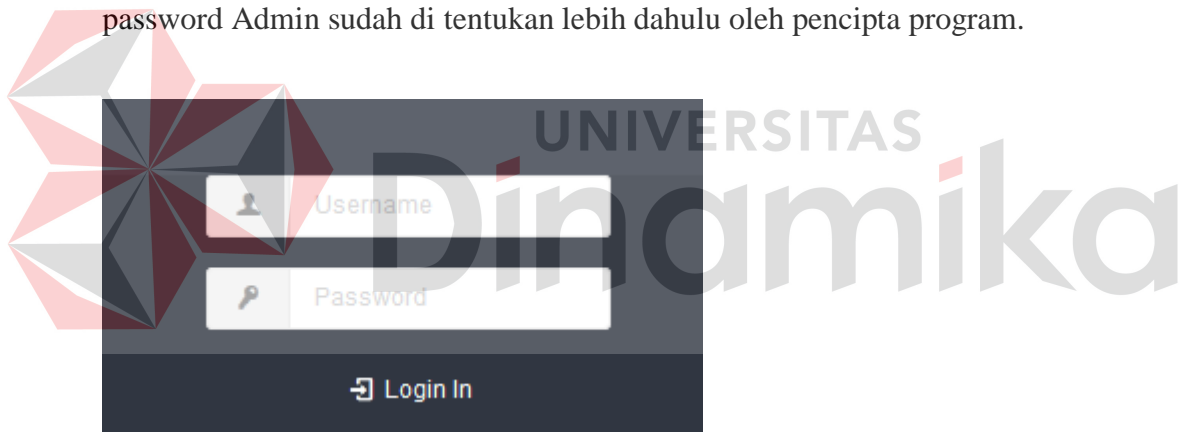 password Admin sudah di tentukan lebih dahulu oleh pencipta program.
UNIVERSITAS
Dinamika
Username
Password
Login In